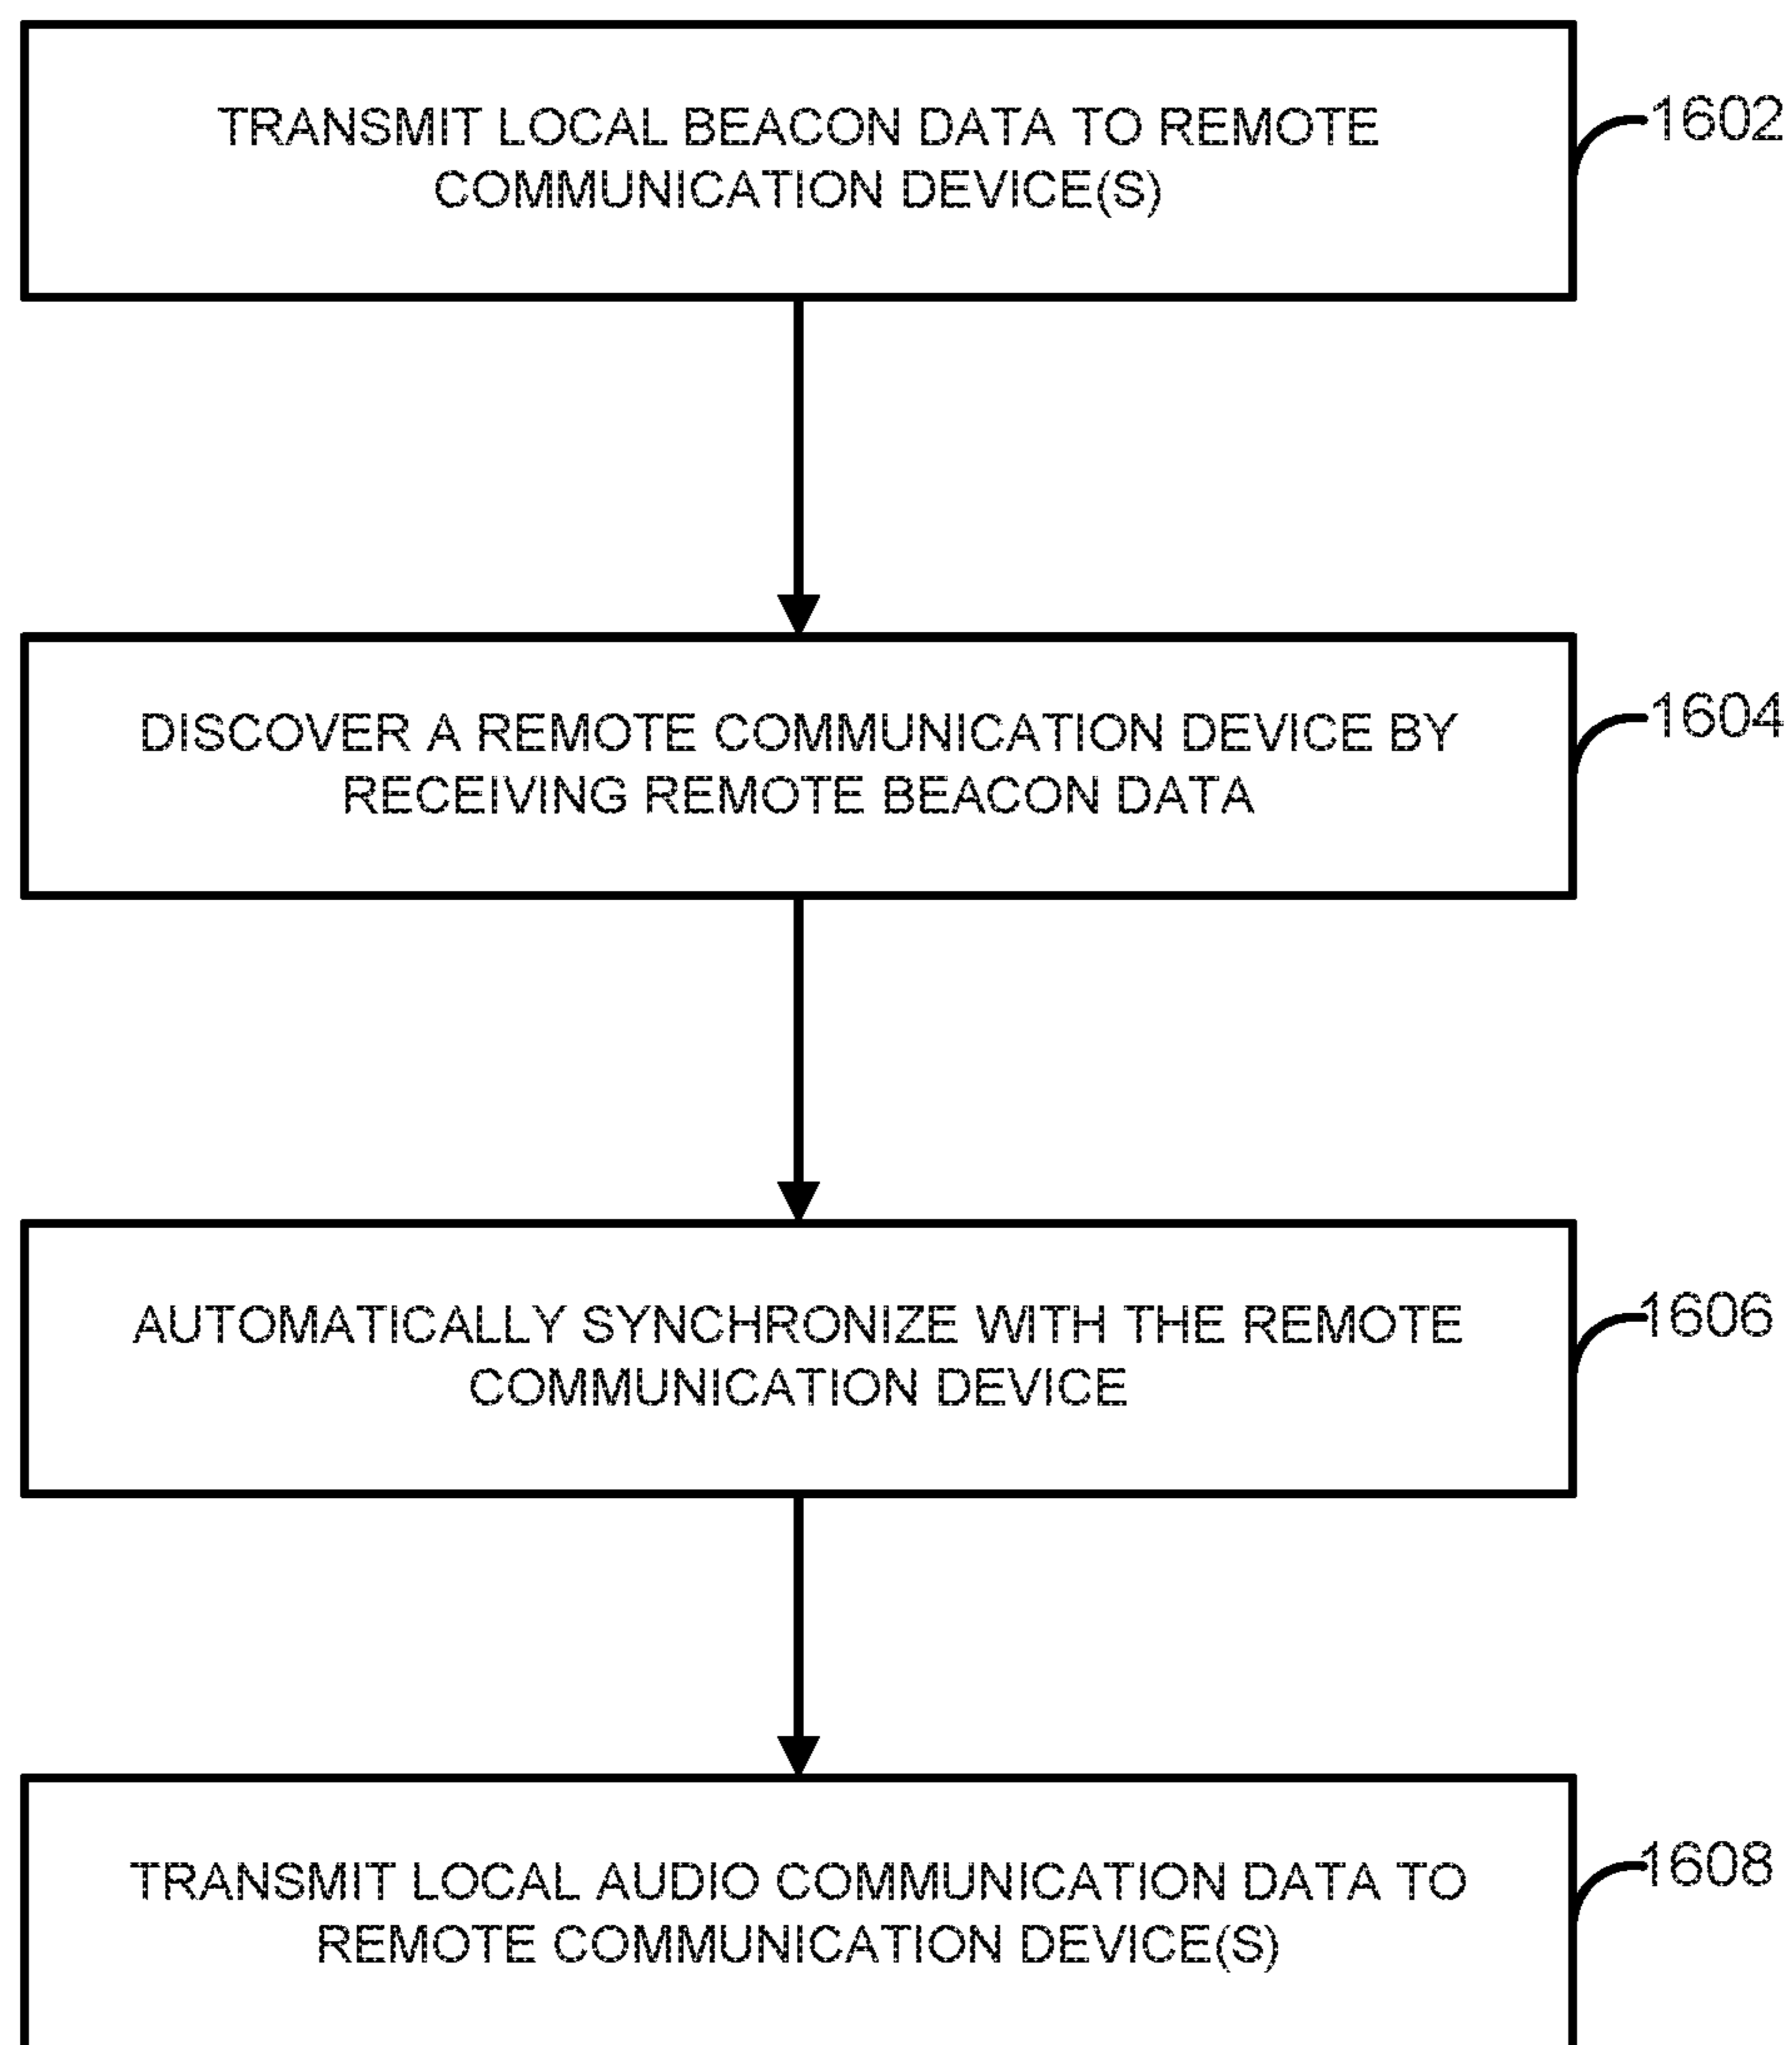 TRANSMIT LOCAL BEACON DATA TO REMOTE
COMMUNICATION DEVICE(S)
1602
DISCOVER A REMOTE COMMUNICATION DEVICE BY
RECEIVING REMOTE BEACON DATA
1604
AUTOMATICALLY SYNCHRONIZE WITH THE REMOTE
COMMUNICATION DEVICE
1606
TRANSMIT LOCAL AUDIO COMMUNICATION DATA TO
REMOTE COMMUNICATION DEVICE(S)
1608